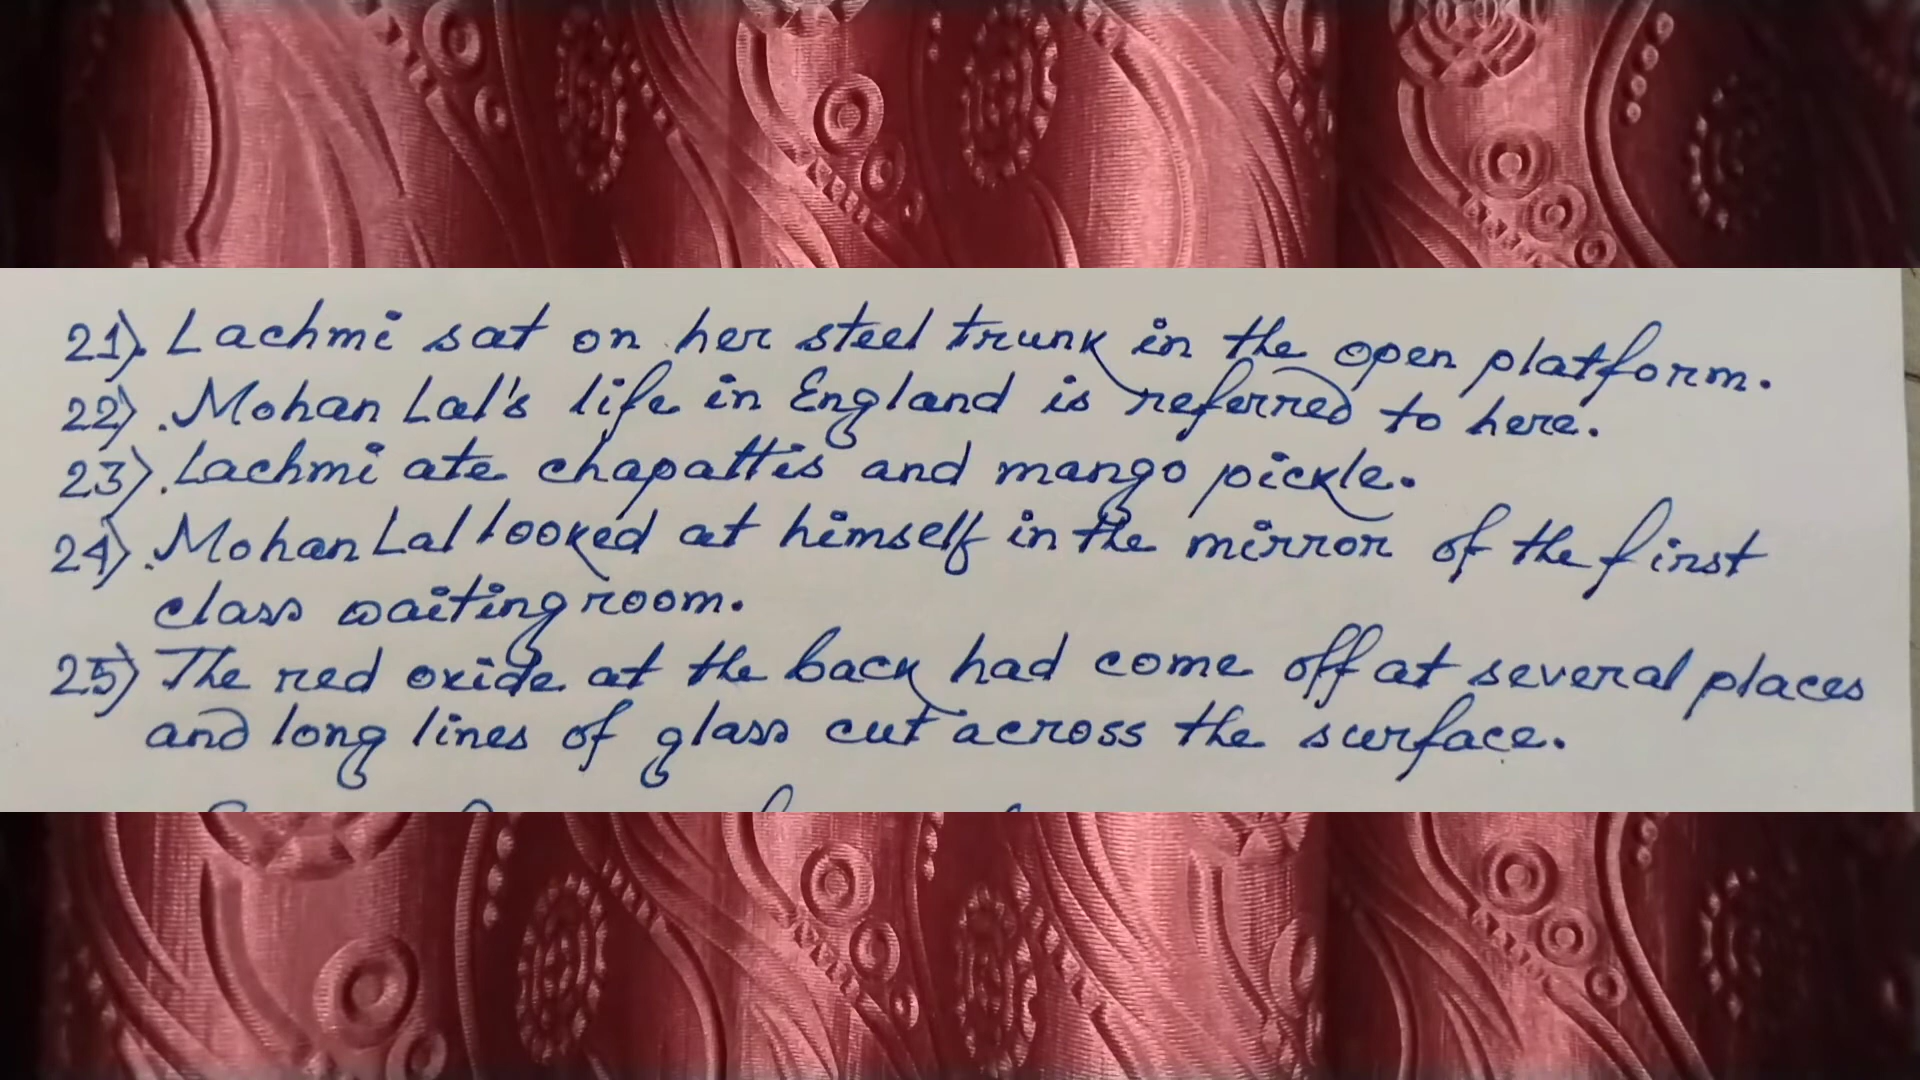 21). Lachmi sat on her steel trunk in the open platform.
22). Mohan Lal's life in England is referred to here.
23). Lachmi ate chapattis and mango pickle.
24). Mohan Lal looked at himself in the mirror of the first
class waiting room.
25) The red oxide at the back had come off at several places
and long lines of glass cut across the surface.